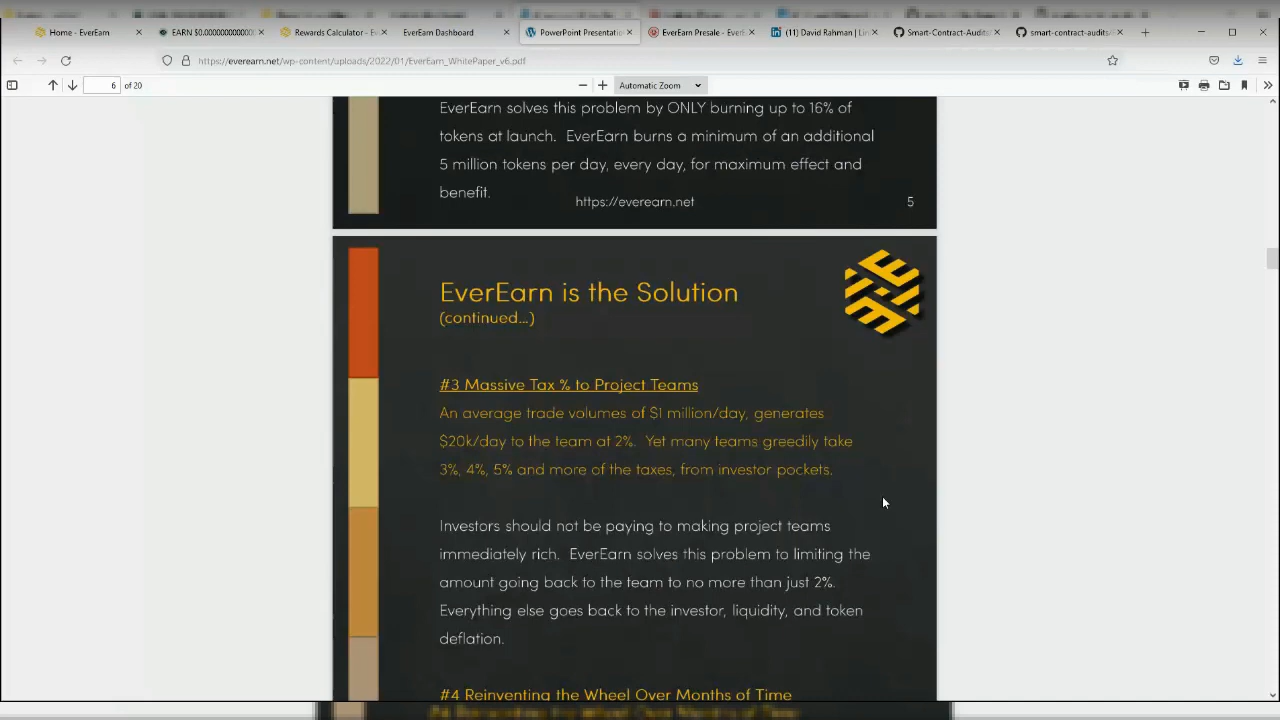 Home - EverEarn
EARN $0.00000000000
Rewards Calculator - Ev
EverEarn Dashboard
PowerPoint Presentatio
EverEarn Presale - EverE
(11) David Rahman | Lin
Smart-Contract-Audits/
smart-contract-audits/
https://everearn.net/wp-content/uploads/2022/01/EverEarn_WhitePaper_v6.pdf
6 of 20
Automatic Zoom
EverEarn solves this problem by ONLY burning up to 16% of
tokens at launch. EverEarn burns a minimum of an additional
5 million tokens per day, every day, for maximum effect and
benefit.
https://everearn.net
5
EverEarn is the Solution
(continued...)
#3 Massive Tax % to Project Teams
An average trade volumes of $1 million/day, generates
$20k/day to the team at 2%. Yet many teams greedily take
3%, 4%, 5% and more of the taxes, from investor pockets.
Investors should not be paying to making project teams
immediately rich. EverEarn solves this problem to limiting the
amount going back to the team to no more than just 2%.
Everything else goes back to the investor, liquidity, and token
deflation.
#4 Reinventing the Wheel Over Months of Time